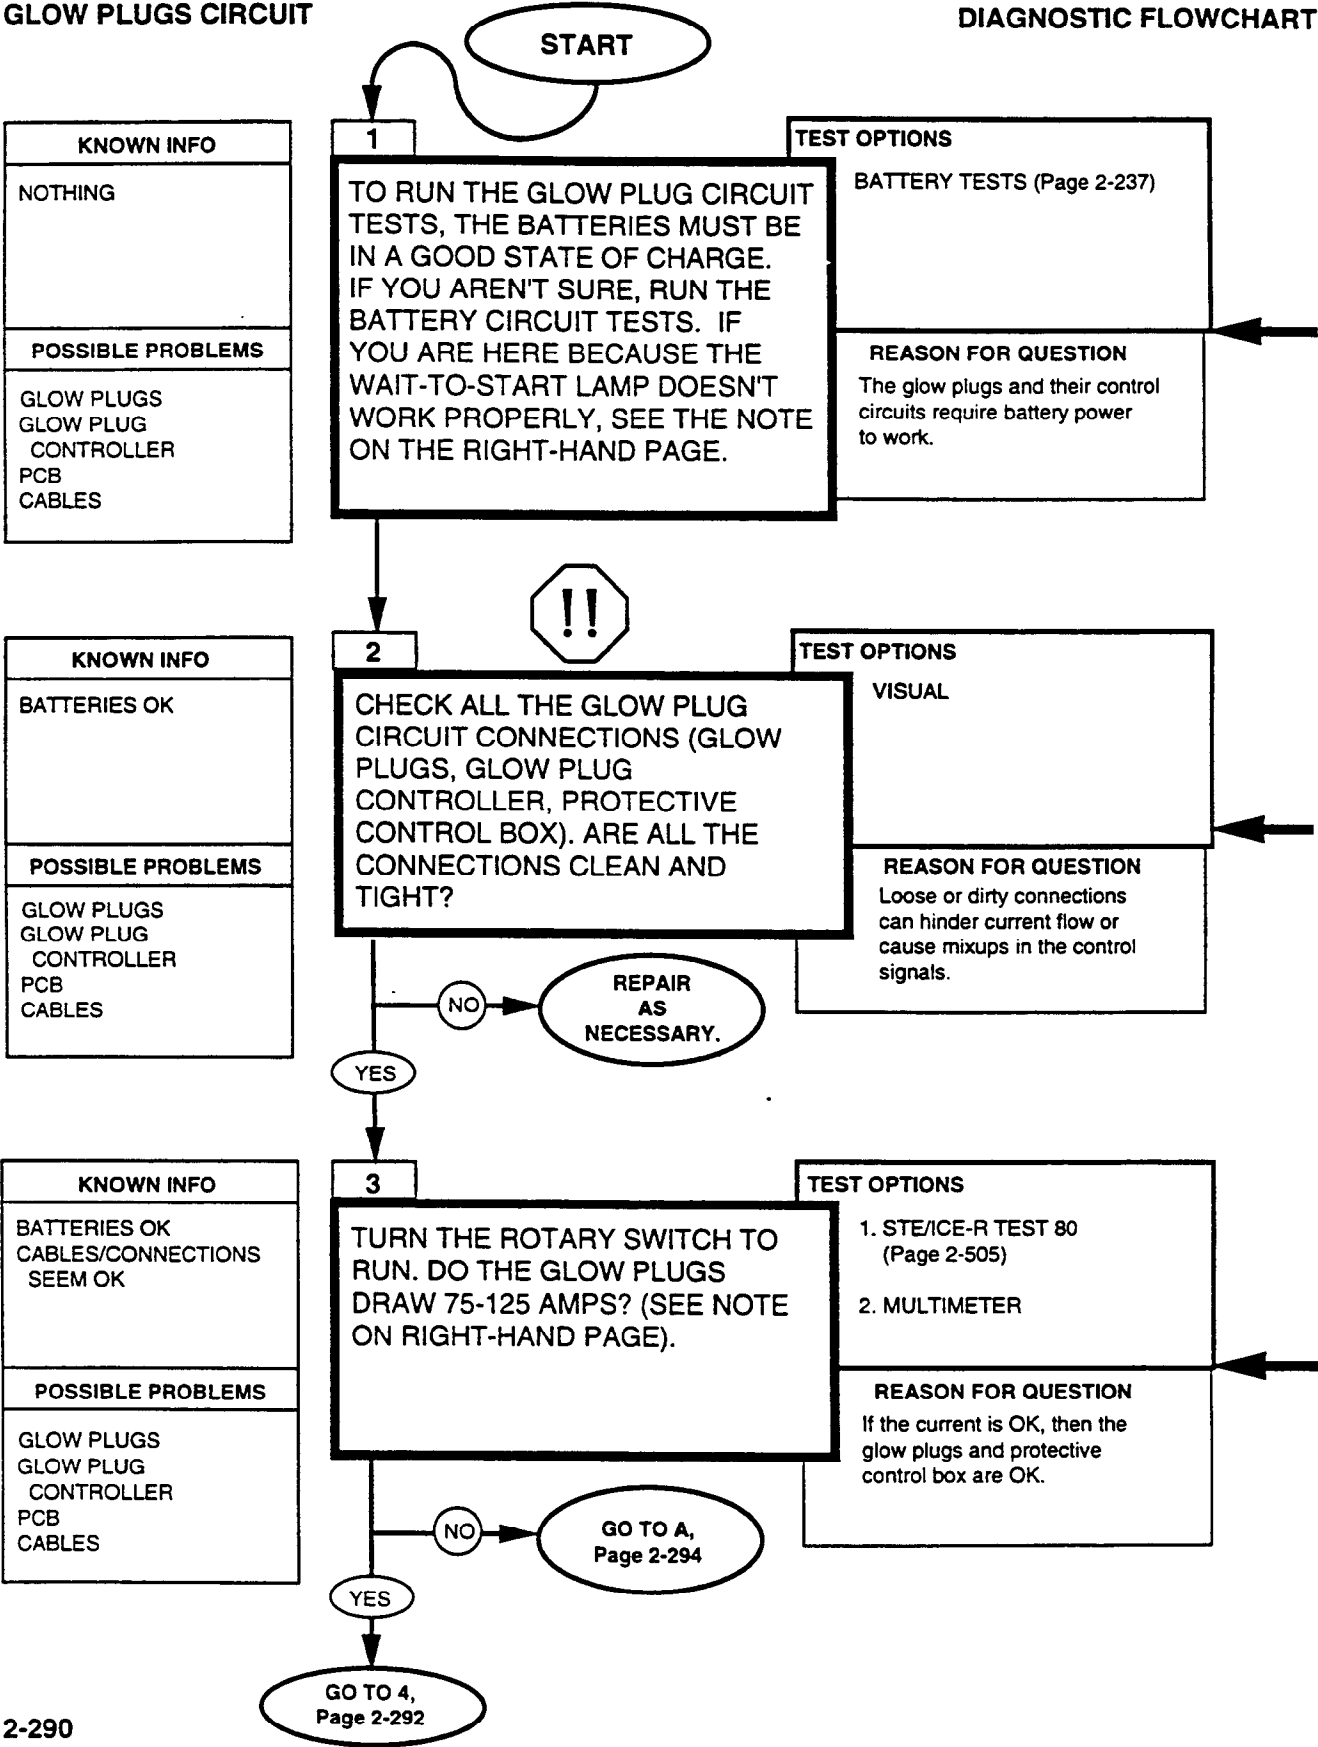 GLOW PLUGS CIRCUIT
DIAGNOSTIC FLOWCHART
START
KNOWN INFO
NOTHING
POSSIBLE PROBLEMS
GLOW PLUGS
GLOW PLUG
CONTROLLER
PCB
CABLES
1
TO RUN THE GLOW PLUG CIRCUIT
TESTS, THE BATTERIES MUST BE
IN A GOOD STATE OF CHARGE.
IF YOU AREN'T SURE, RUN THE
BATTERY CIRCUIT TESTS. IF
YOU ARE HERE BECAUSE THE
WAIT-TO-START LAMP DOESN'T
WORK PROPERLY, SEE THE NOTE
ON THE RIGHT-HAND PAGE.
TEST OPTIONS
BATTERY TESTS (Page 2-237)
REASON FOR QUESTION
The glow plugs and their control
circuits require battery power
to work.
!!
KNOWN INFO
BATTERIES OK
POSSIBLE PROBLEMS
GLOW PLUGS
GLOW PLUG
CONTROLLER
PCB
CABLES
2
CHECK ALL THE GLOW PLUG
CIRCUIT CONNECTIONS (GLOW
PLUGS, GLOW PLUG
CONTROLLER, PROTECTIVE
CONTROL BOX). ARE ALL THE
CONNECTIONS CLEAN AND
TIGHT?
TEST OPTIONS
VISUAL
REASON FOR QUESTION
Loose or dirty connections
can hinder current flow or
cause mixups in the control
signals.
NO
REPAIR
AS
NECESSARY.
YES
KNOWN INFO
BATTERIES OK
CABLES/CONNECTIONS
SEEM OK
POSSIBLE PROBLEMS
GLOW PLUGS
GLOW PLUG
CONTROLLER
PCB
CABLES
3
TURN THE ROTARY SWITCH TO
RUN. DO THE GLOW PLUGS
DRAW 75-125 AMPS? (SEE NOTE
ON RIGHT-HAND PAGE).
TEST OPTIONS
1. STE/ICE-R TEST 80
(Page 2-505)
2. MULTIMETER
REASON FOR QUESTION
If the current is OK, then the
glow plugs and protective
control box are OK.
NO
GO TO A,
Page 2-294
YES
GO TO 4,
Page 2-292
2-290